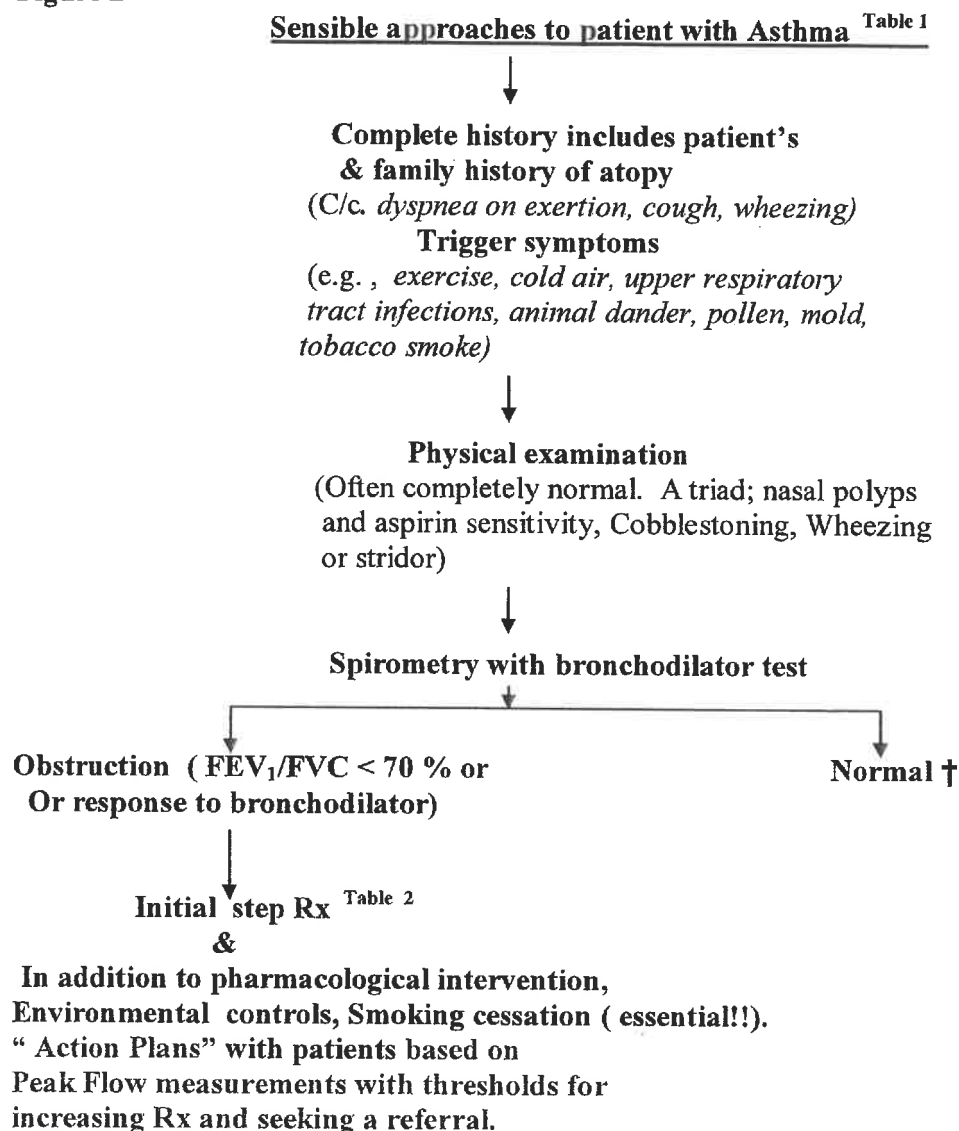 Sensible approaches to patient with Asthma Table 1
Complete history includes patient's
& family history of atopy
(C/c. dyspnea on exertion, cough, wheezing)
Trigger symptoms
(e.g. , exercise, cold air, upper respiratory
tract infections, animal dander, pollen, mold,
tobacco smoke)
Physical examination
(Often completely normal. A triad; nasal polyps
and aspirin sensitivity, Cobblestoning, Wheezing
or stridor)
Spirometry with bronchodilator test
Obstruction ( FEV₁/FVC < 70 % or
Or response to bronchodilator)
Normal †
Initial step Rx Table 2
&
In addition to pharmacological intervention,
Environmental controls, Smoking cessation ( essential!!).
“ Action Plans” with patients based on
Peak Flow measurements with thresholds for
increasing Rx and seeking a referral.